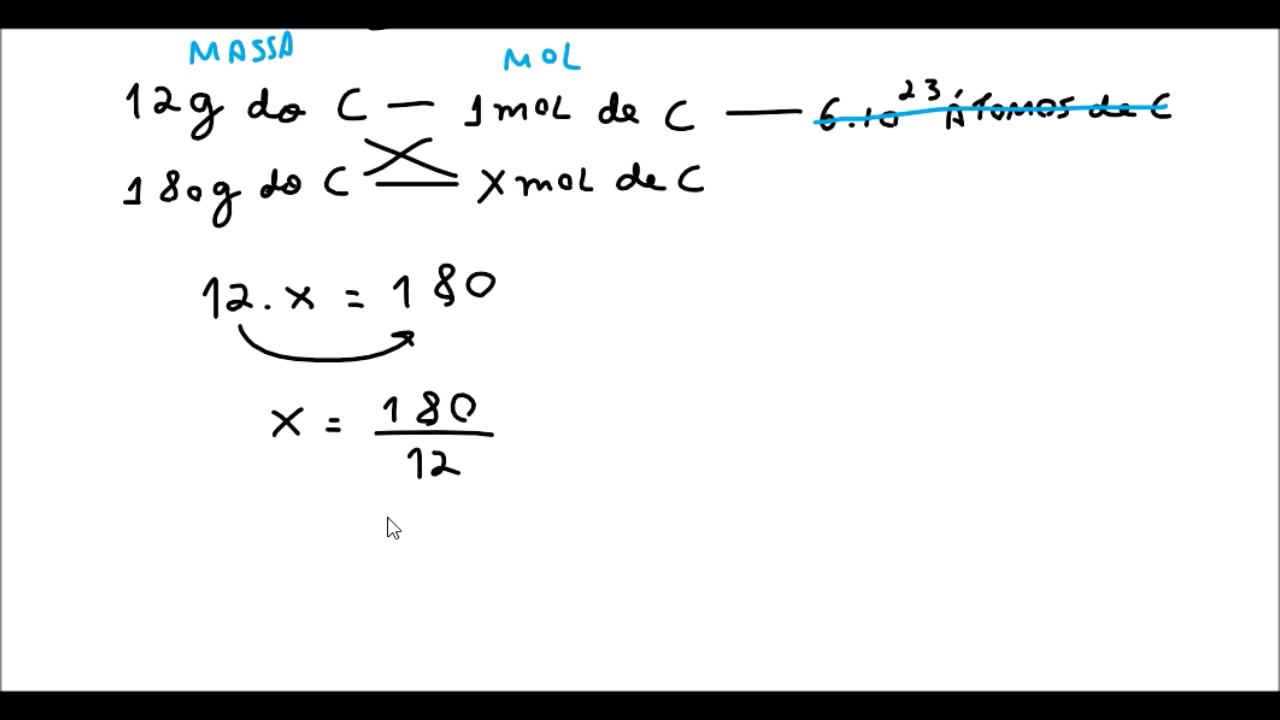 MASSA MOL
12g do C — 1 mol de C — 6.10²³ Átomos de C
180g do C — X mol de C
12 . x = 180
x = 180
12